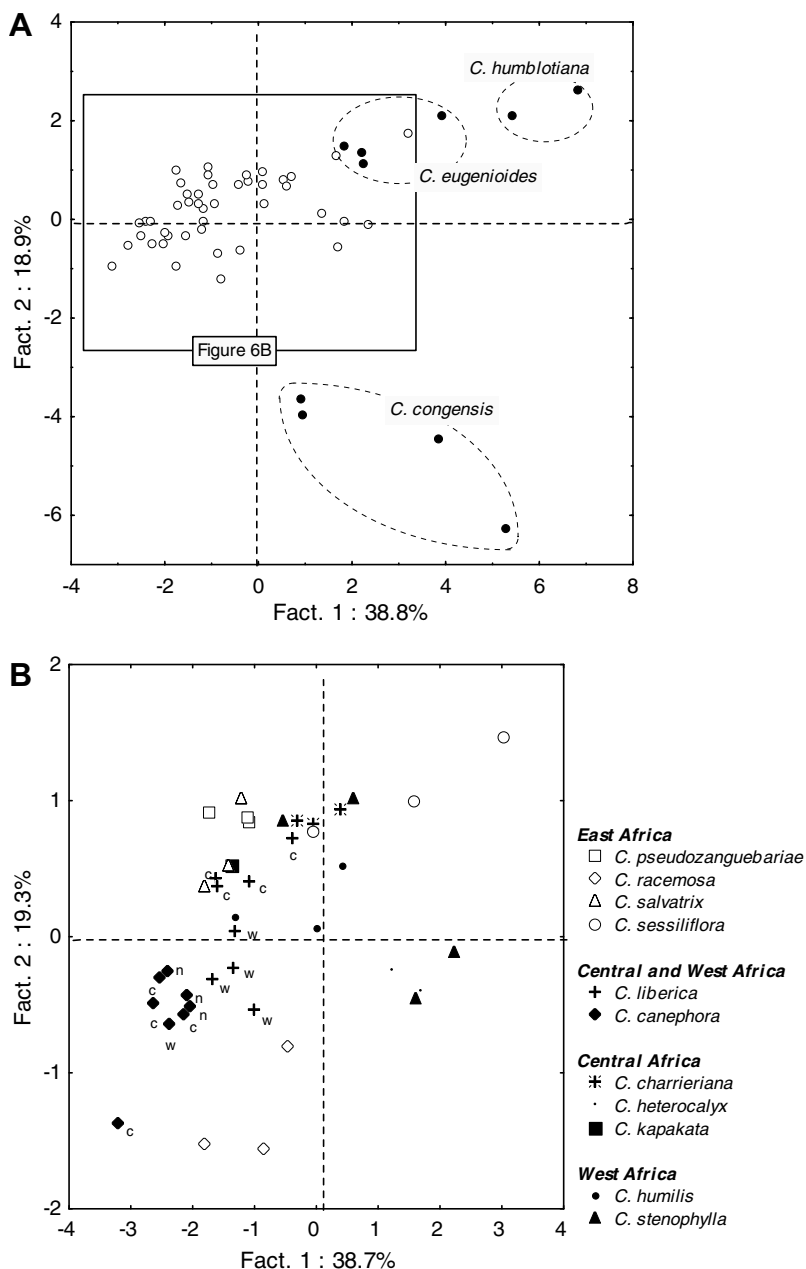 A
4
2
0
-2
-4
-6
Fact. 2 : 18.9%
C. humblotiana
C. eugenioides
Figure 6B
C. congensis
-4 -2 0 2 4 6 8
Fact. 1 : 38.8%
B
2
1
0
-1
-2
Fact. 2 : 19.3%
c
c
c
c
w
w
w
w
n
c
n
n
c
c
w
c
-4 -3 -2 -1 0 1 2 3 4
Fact. 1 : 38.7%
East Africa
C. pseudozanguebariae
C. racemosa
C. salvatrix
C. sessiliflora
Central and West Africa
C. liberica
C. canephora
Central Africa
C. charrieriana
C. heterocalyx
C. kapakata
West Africa
C. humilis
C. stenophylla